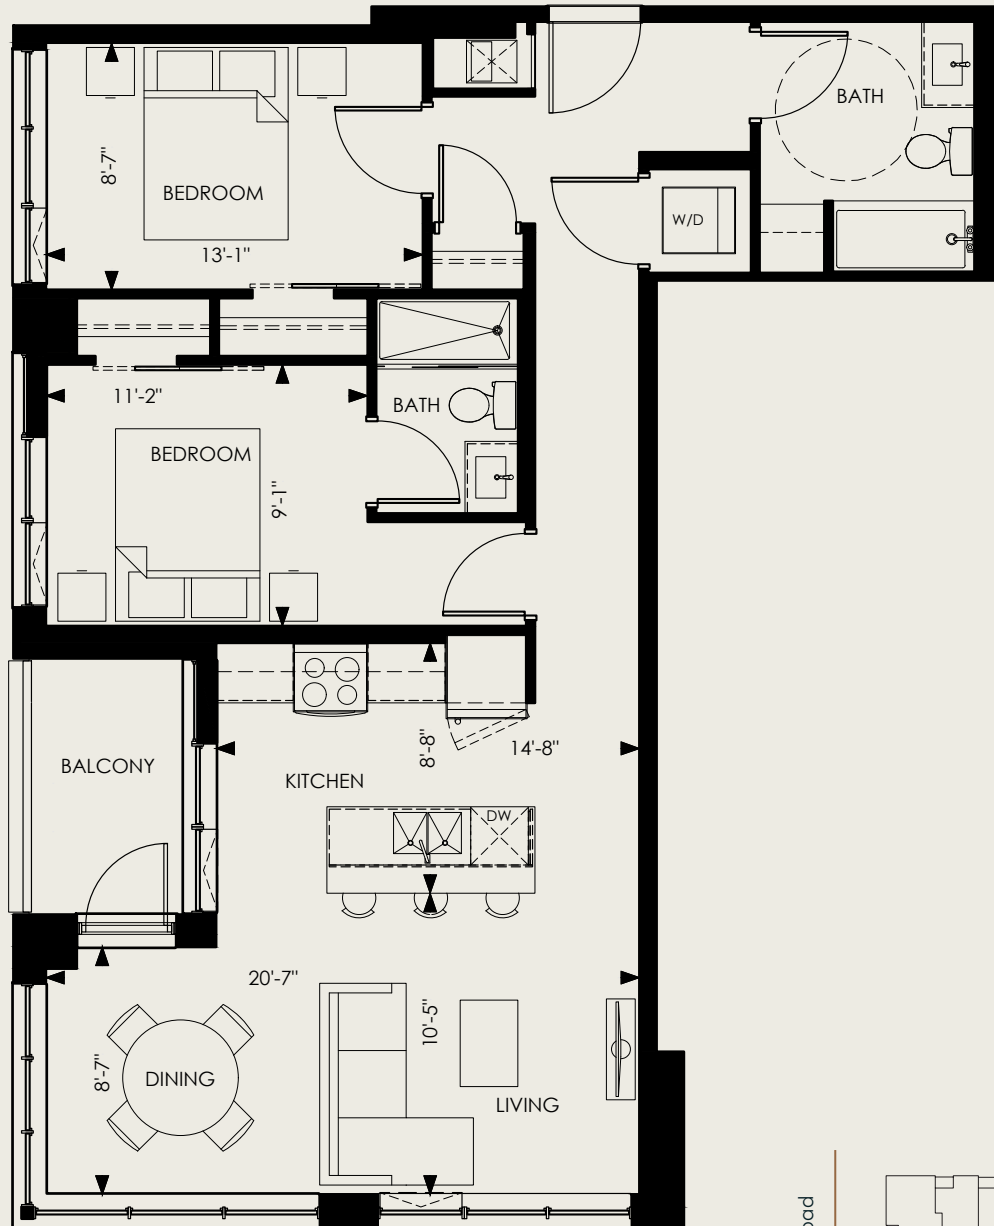 BATH
8'-7"
BEDROOM
W/D
13'-1"
11'-2"
BATH
BEDROOM
9'-1"
8'-8"
14'-8"
BALCONY
KITCHEN
DW
20'-7"
10'-5"
8'-7"
DINING
LIVING